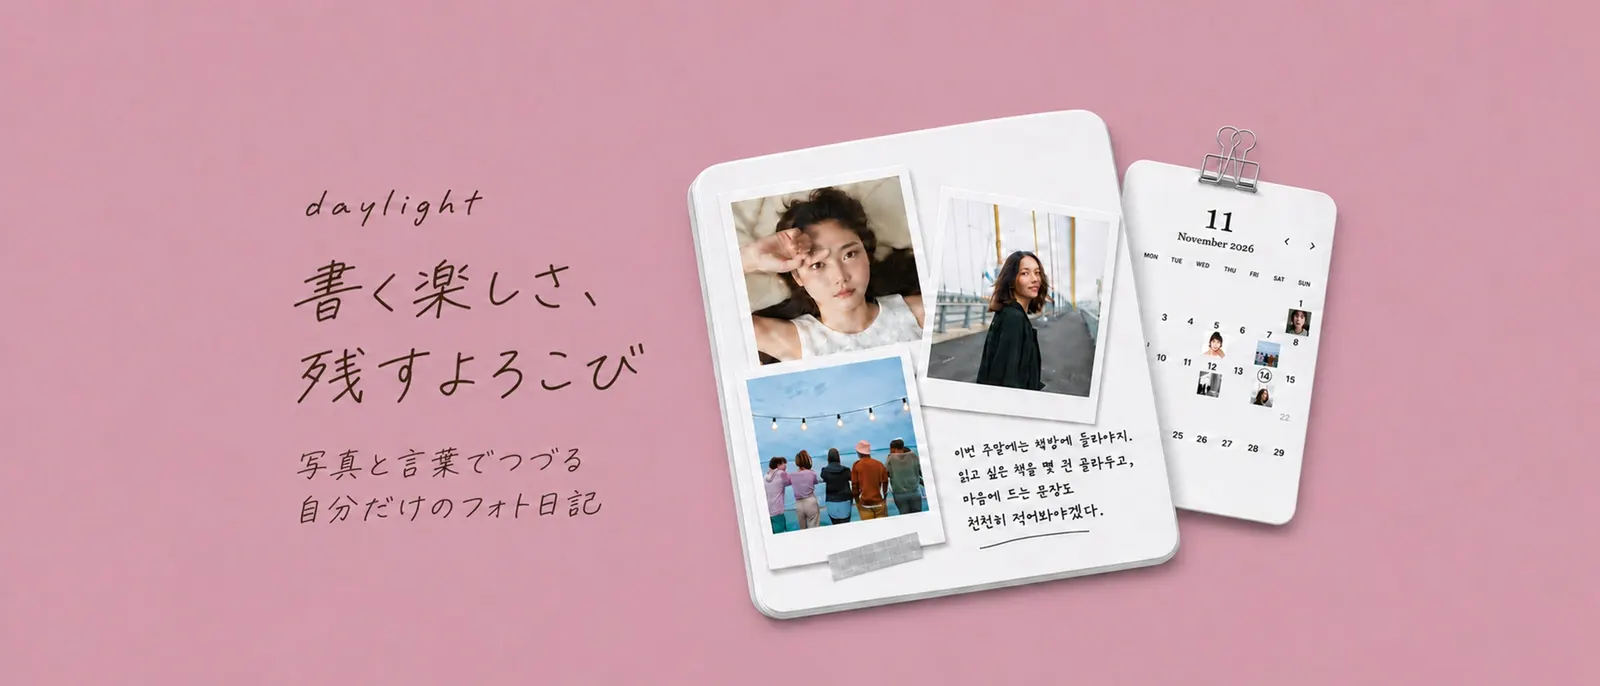 daylight
書く楽しさ、
残すよろこび
写真と言葉でつづる
自分だけのフォト日記
이번 주말에는 책방에 들라야지.
읽고 싶은 책을 몇 권 골라두고,
마음에 드는 문장도
천천히 적어봐야겠다.
11
November 2026
MON TUE WED THU FRI SAT SUN
1
3 4 5 6 7 8
10 11 12 13 14 15
22
25 26 27 28 29